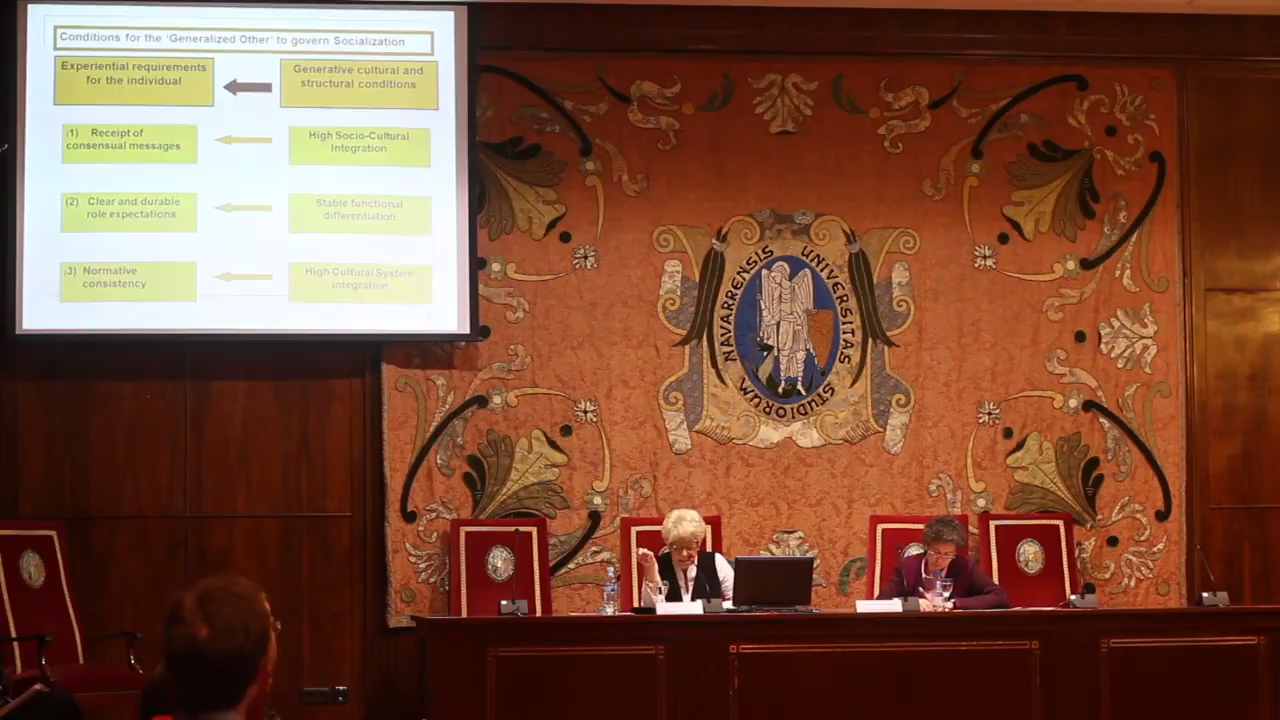 Conditions for the 'Generalized Other' to govern Socialization
Experiential requirements
for the individual
Generative cultural and
structural conditions
(1) Receipt of
consensual messages
High Socio-Cultural
Integration
(2) Clear and durable
role expectations
Stable functional
differentiation
(3) Normative
consistency
High Cultural System
integration
NAVARRENSIS UNIVERSITAS
STUDIORUM